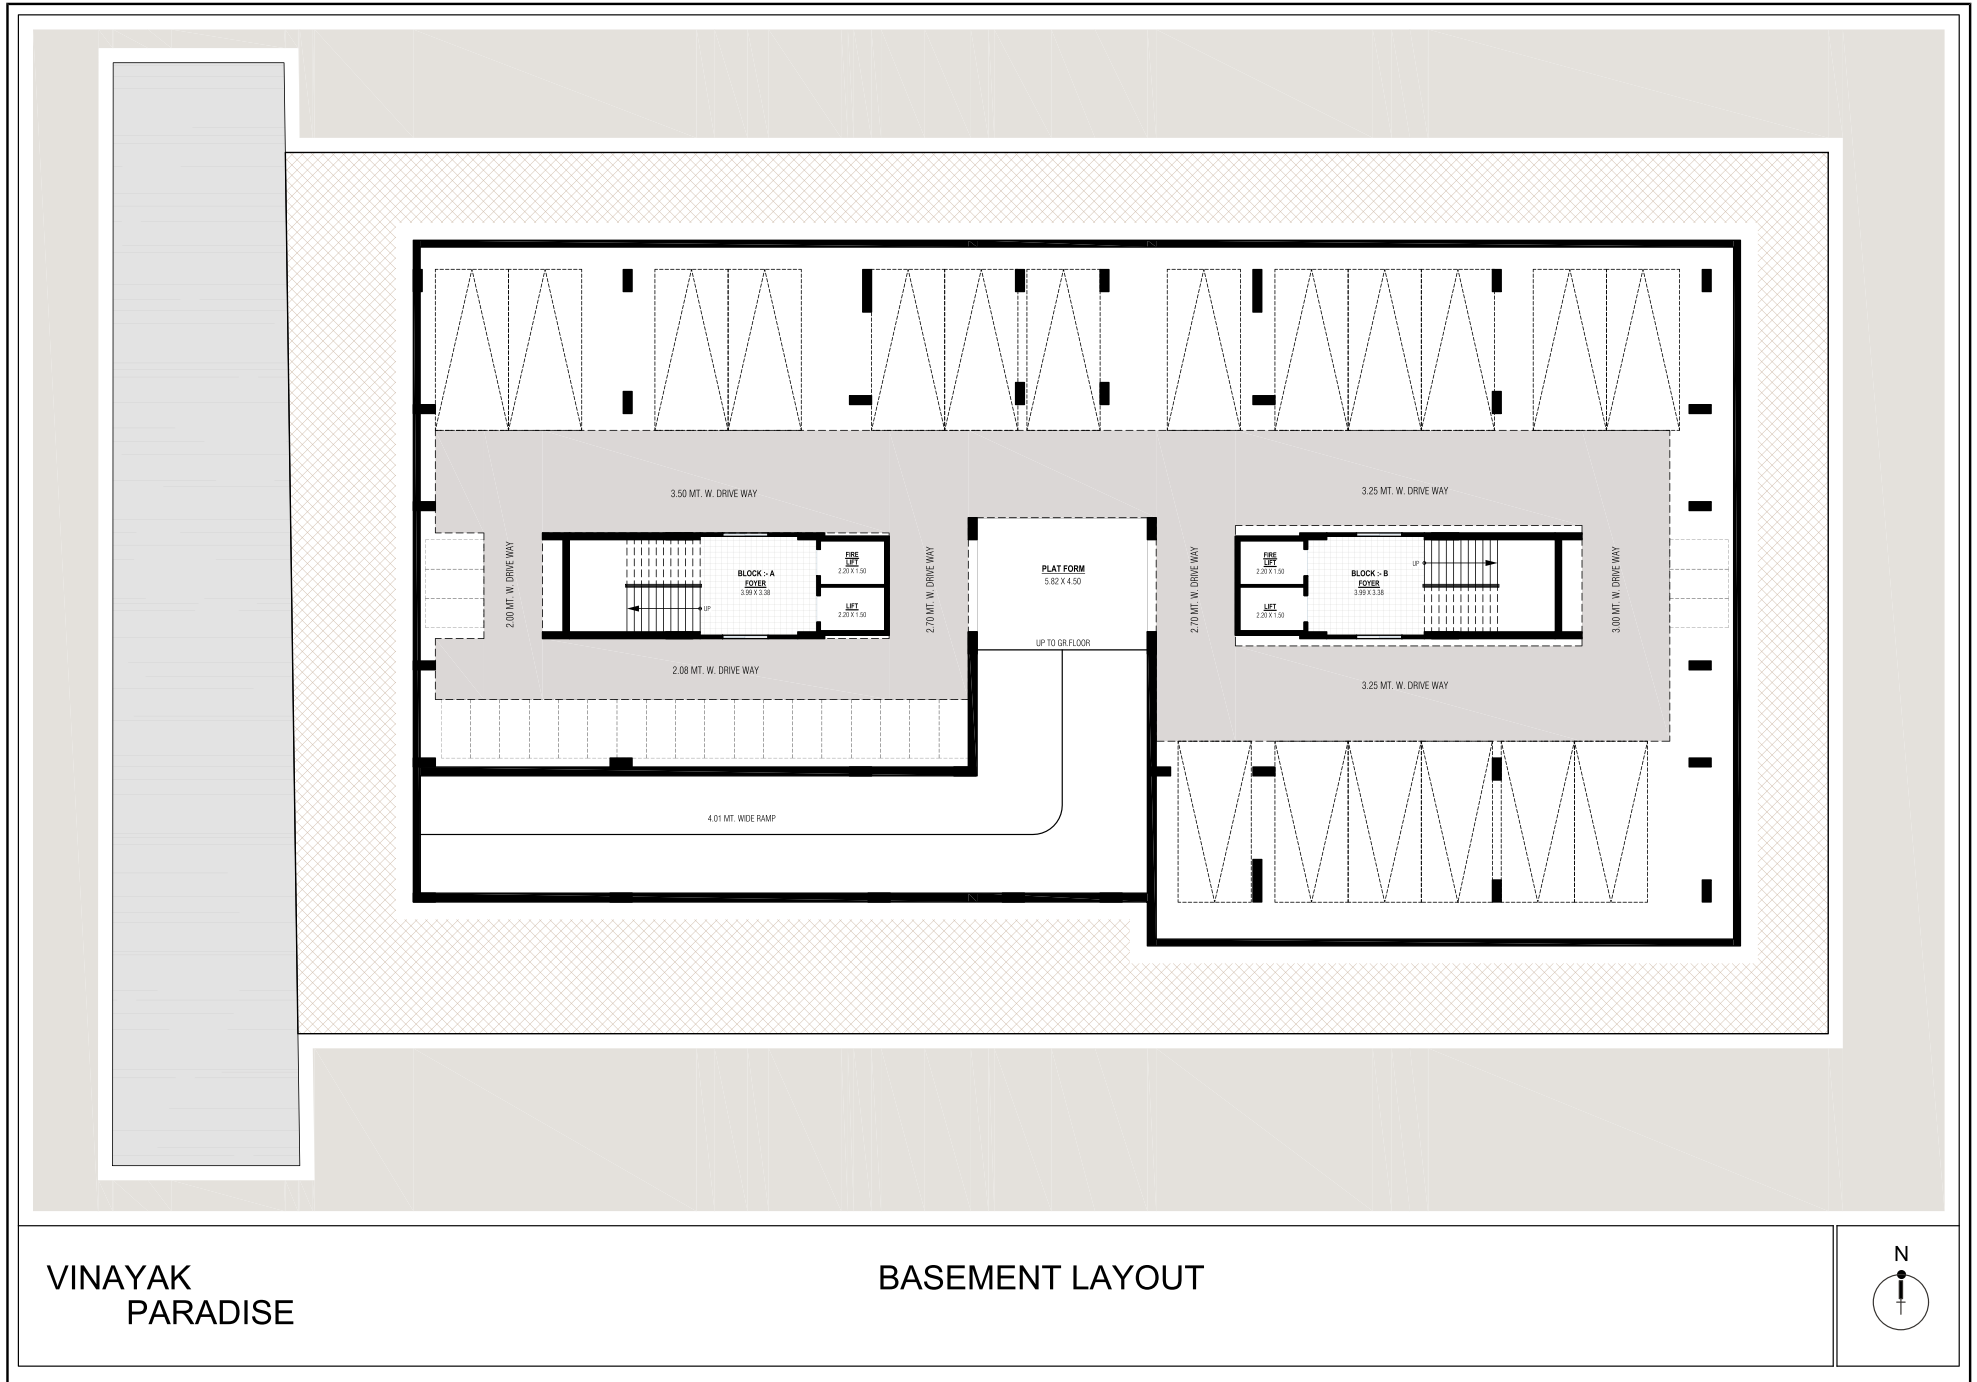 3.50 MT. W. DRIVE WAY
3.25 MT. W. DRIVE WAY
2.00 MT. W. DRIVE WAY
UP
BLOCK :- A
FOYER
3.99 X 3.38
FIRE
LIFT
2.20 X 1.50
LIFT
2.20 X 1.50
2.70 MT. W. DRIVE WAY
PLAT FORM
5.82 X 4.50
UP TO GR.FLOOR
2.70 MT. W. DRIVE WAY
FIRE
LIFT
2.20 X 1.50
LIFT
2.20 X 1.50
BLOCK :- B
FOYER
3.99 X 3.38
UP
3.00 MT. W. DRIVE WAY
2.08 MT. W. DRIVE WAY
3.25 MT. W. DRIVE WAY
4.01 MT. WIDE RAMP
VINAYAK
PARADISE
BASEMENT LAYOUT
N